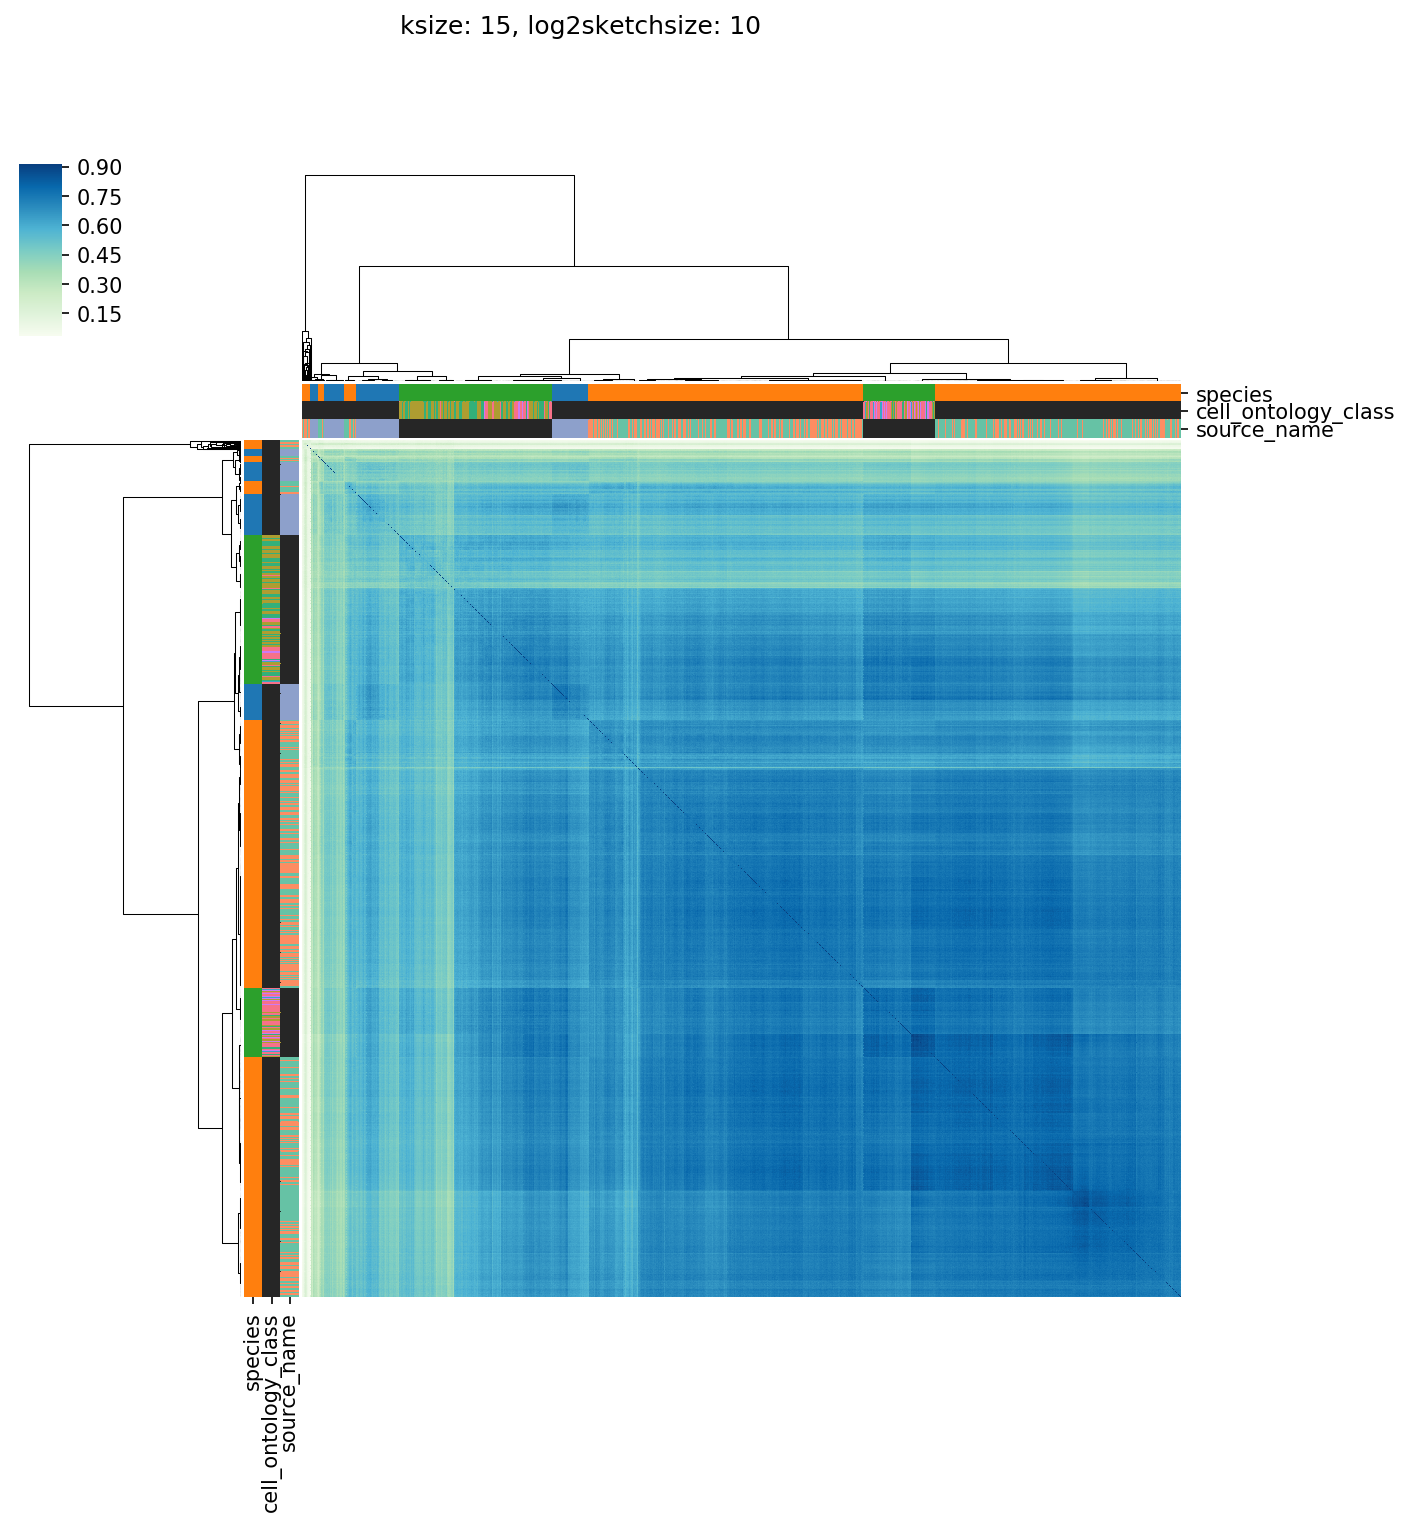 ksize: 15, log2sketchsize: 10
0.90
0.75
0.60
0.45
0.30
0.15
species
cell_ontology_class
source_name
species
cell_ontology_class
source_name